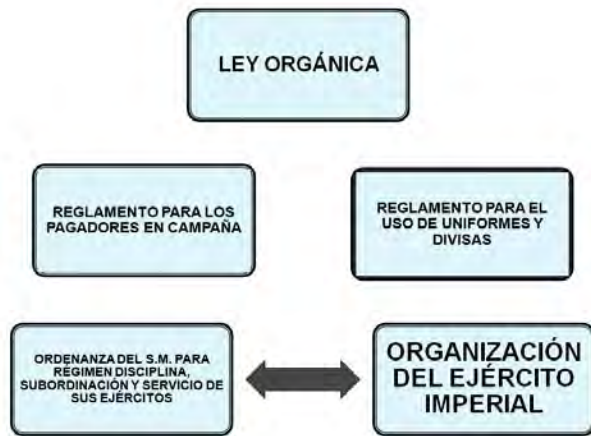 LEY ORGÁNICA
REGLAMENTO PARA LOS
PAGADORES EN CAMPAÑA
REGLAMENTO PARA EL
USO DE UNIFORMES Y
DIVISAS
ORDENANZA DEL S.M. PARA
RÉGIMEN DISCIPLINA,
SUBORDINACIÓN Y SERVICIO DE
SUS EJÉRCITOS
ORGANIZACIÓN
DEL EJÉRCITO
IMPERIAL